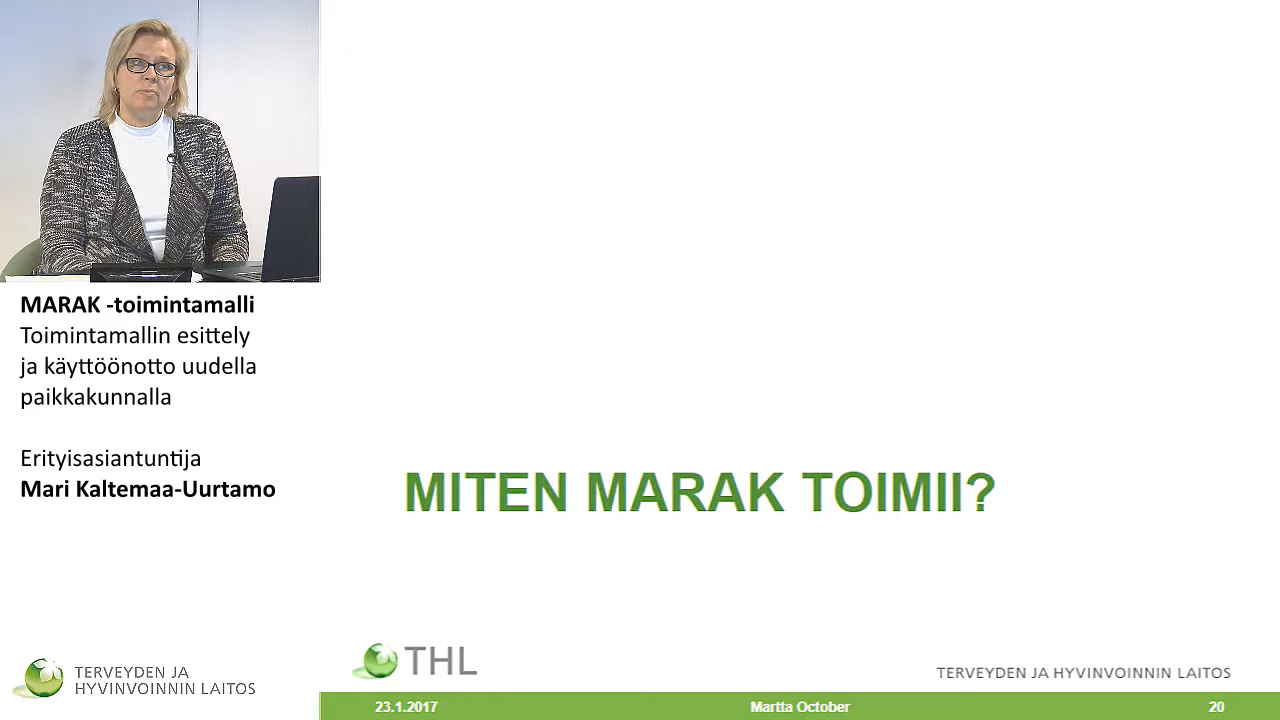 MARAK -toimintamalli
Toimintamallin esittely
ja käyttöönotto uudella
paikkakunnalla
Erityisasiantuntija
Mari Kaltemaa-Uurtamo
TERVEYDEN JA
HYVINVOINNIN LAITOS
MITEN MARAK TOIMII?
THL
TERVEYDEN JA HYVINVOINNIN LAITOS
23.1.2017
Martta October
20